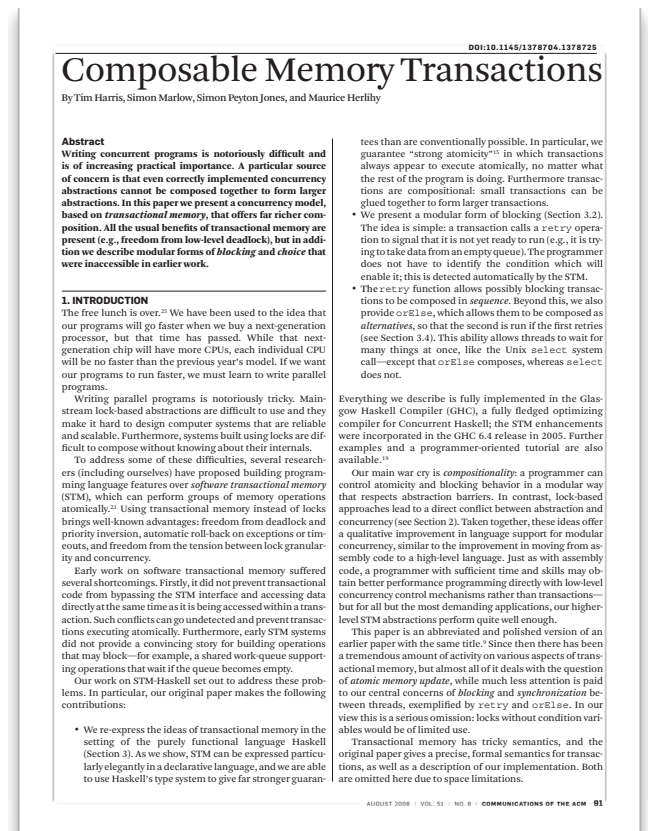 DOI:10.1145/1378704.1378725
Composable Memory Transactions
By Tim Harris, Simon Marlow, Simon Peyton Jones, and Maurice Herlihy
Abstract
Writing concurrent programs is notoriously difficult and
is of increasing practical importance. A particular source
of concern is that even correctly implemented concurrency
abstractions cannot be composed together to form larger
abstractions. In this paper we present a concurrency model,
based on transactional memory, that offers far richer com-
position. All the usual benefits of transactional memory are
present (e.g., freedom from low-level deadlock), but in addi-
tion we describe modular forms of blocking and choice that
were inaccessible in earlier work.
1. INTRODUCTION
The free lunch is over.25 We have been used to the idea that
our programs will go faster when we buy a next-generation
processor, but that time has passed. While that next-
generation chip will have more CPUs, each individual CPU
will be no faster than the previous year's model. If we want
our programs to run faster, we must learn to write parallel
programs.
Writing parallel programs is notoriously tricky. Main-
stream lock-based abstractions are difficult to use and they
make it hard to design computer systems that are reliable
and scalable. Furthermore, systems built using locks are dif-
ficult to compose without knowing about their internals.
To address some of these difficulties, several research-
ers (including ourselves) have proposed building program-
ming language features over software transactional memory
(STM), which can perform groups of memory operations
atomically.23 Using transactional memory instead of locks
brings well-known advantages: freedom from deadlock and
priority inversion, automatic roll-back on exceptions or tim-
eouts, and freedom from the tension between lock granular-
ity and concurrency.
Early work on software transactional memory suffered
several shortcomings. Firstly, it did not prevent transactional
code from bypassing the STM interface and accessing data
directly at the same time as it is being accessed within a trans-
action. Such conflicts can go undetected and prevent transac-
tions executing atomically. Furthermore, early STM systems
did not provide a convincing story for building operations
that may block—for example, a shared work-queue support-
ing operations that wait if the queue becomes empty.
Our work on STM-Haskell set out to address these prob-
lems. In particular, our original paper makes the following
contributions:
• We re-express the ideas of transactional memory in the
setting of the purely functional language Haskell
(Section 3). As we show, STM can be expressed particu-
larly elegantly in a declarative language, and we are able
to use Haskell's type system to give far stronger guaran-
tees than are conventionally possible. In particular, we
guarantee "strong atomicity"15 in which transactions
always appear to execute atomically, no matter what
the rest of the program is doing. Furthermore transac-
tions are compositional: small transactions can be
glued together to form larger transactions.
• We present a modular form of blocking (Section 3.2).
The idea is simple: a transaction calls a retry opera-
tion to signal that it is not yet ready to run (e.g., it is try-
ing to take data from an empty queue). The programmer
does not have to identify the condition which will
enable it; this is detected automatically by the STM.
• The retry function allows possibly blocking transac-
tions to be composed in sequence. Beyond this, we also
provide orElse, which allows them to be composed as
alternatives, so that the second is run if the first retries
(see Section 3.4). This ability allows threads to wait for
many things at once, like the Unix select system
call—except that orElse composes, whereas select
does not.
Everything we describe is fully implemented in the Glas-
gow Haskell Compiler (GHC), a fully fledged optimizing
compiler for Concurrent Haskell; the STM enhancements
were incorporated in the GHC 6.4 release in 2005. Further
examples and a programmer-oriented tutorial are also
available.19
Our main war cry is compositionality: a programmer can
control atomicity and blocking behavior in a modular way
that respects abstraction barriers. In contrast, lock-based
approaches lead to a direct conflict between abstraction and
concurrency (see Section 2). Taken together, these ideas offer
a qualitative improvement in language support for modular
concurrency, similar to the improvement in moving from as-
sembly code to a high-level language. Just as with assembly
code, a programmer with sufficient time and skills may ob-
tain better performance programming directly with low-level
concurrency control mechanisms rather than transactions—
but for all but the most demanding applications, our higher-
level STM abstractions perform quite well enough.
This paper is an abbreviated and polished version of an
earlier paper with the same title.9 Since then there has been
a tremendous amount of activity on various aspects of trans-
actional memory, but almost all of it deals with the question
of atomic memory update, while much less attention is paid
to our central concerns of blocking and synchronization be-
tween threads, exemplified by retry and orElse. In our
view this is a serious omission: locks without condition vari-
ables would be of limited use.
Transactional memory has tricky semantics, and the
original paper gives a precise, formal semantics for transac-
tions, as well as a description of our implementation. Both
are omitted here due to space limitations.
AUGUST 2008 | VOL. 51 | NO. 8 | COMMUNICATIONS OF THE ACM 91